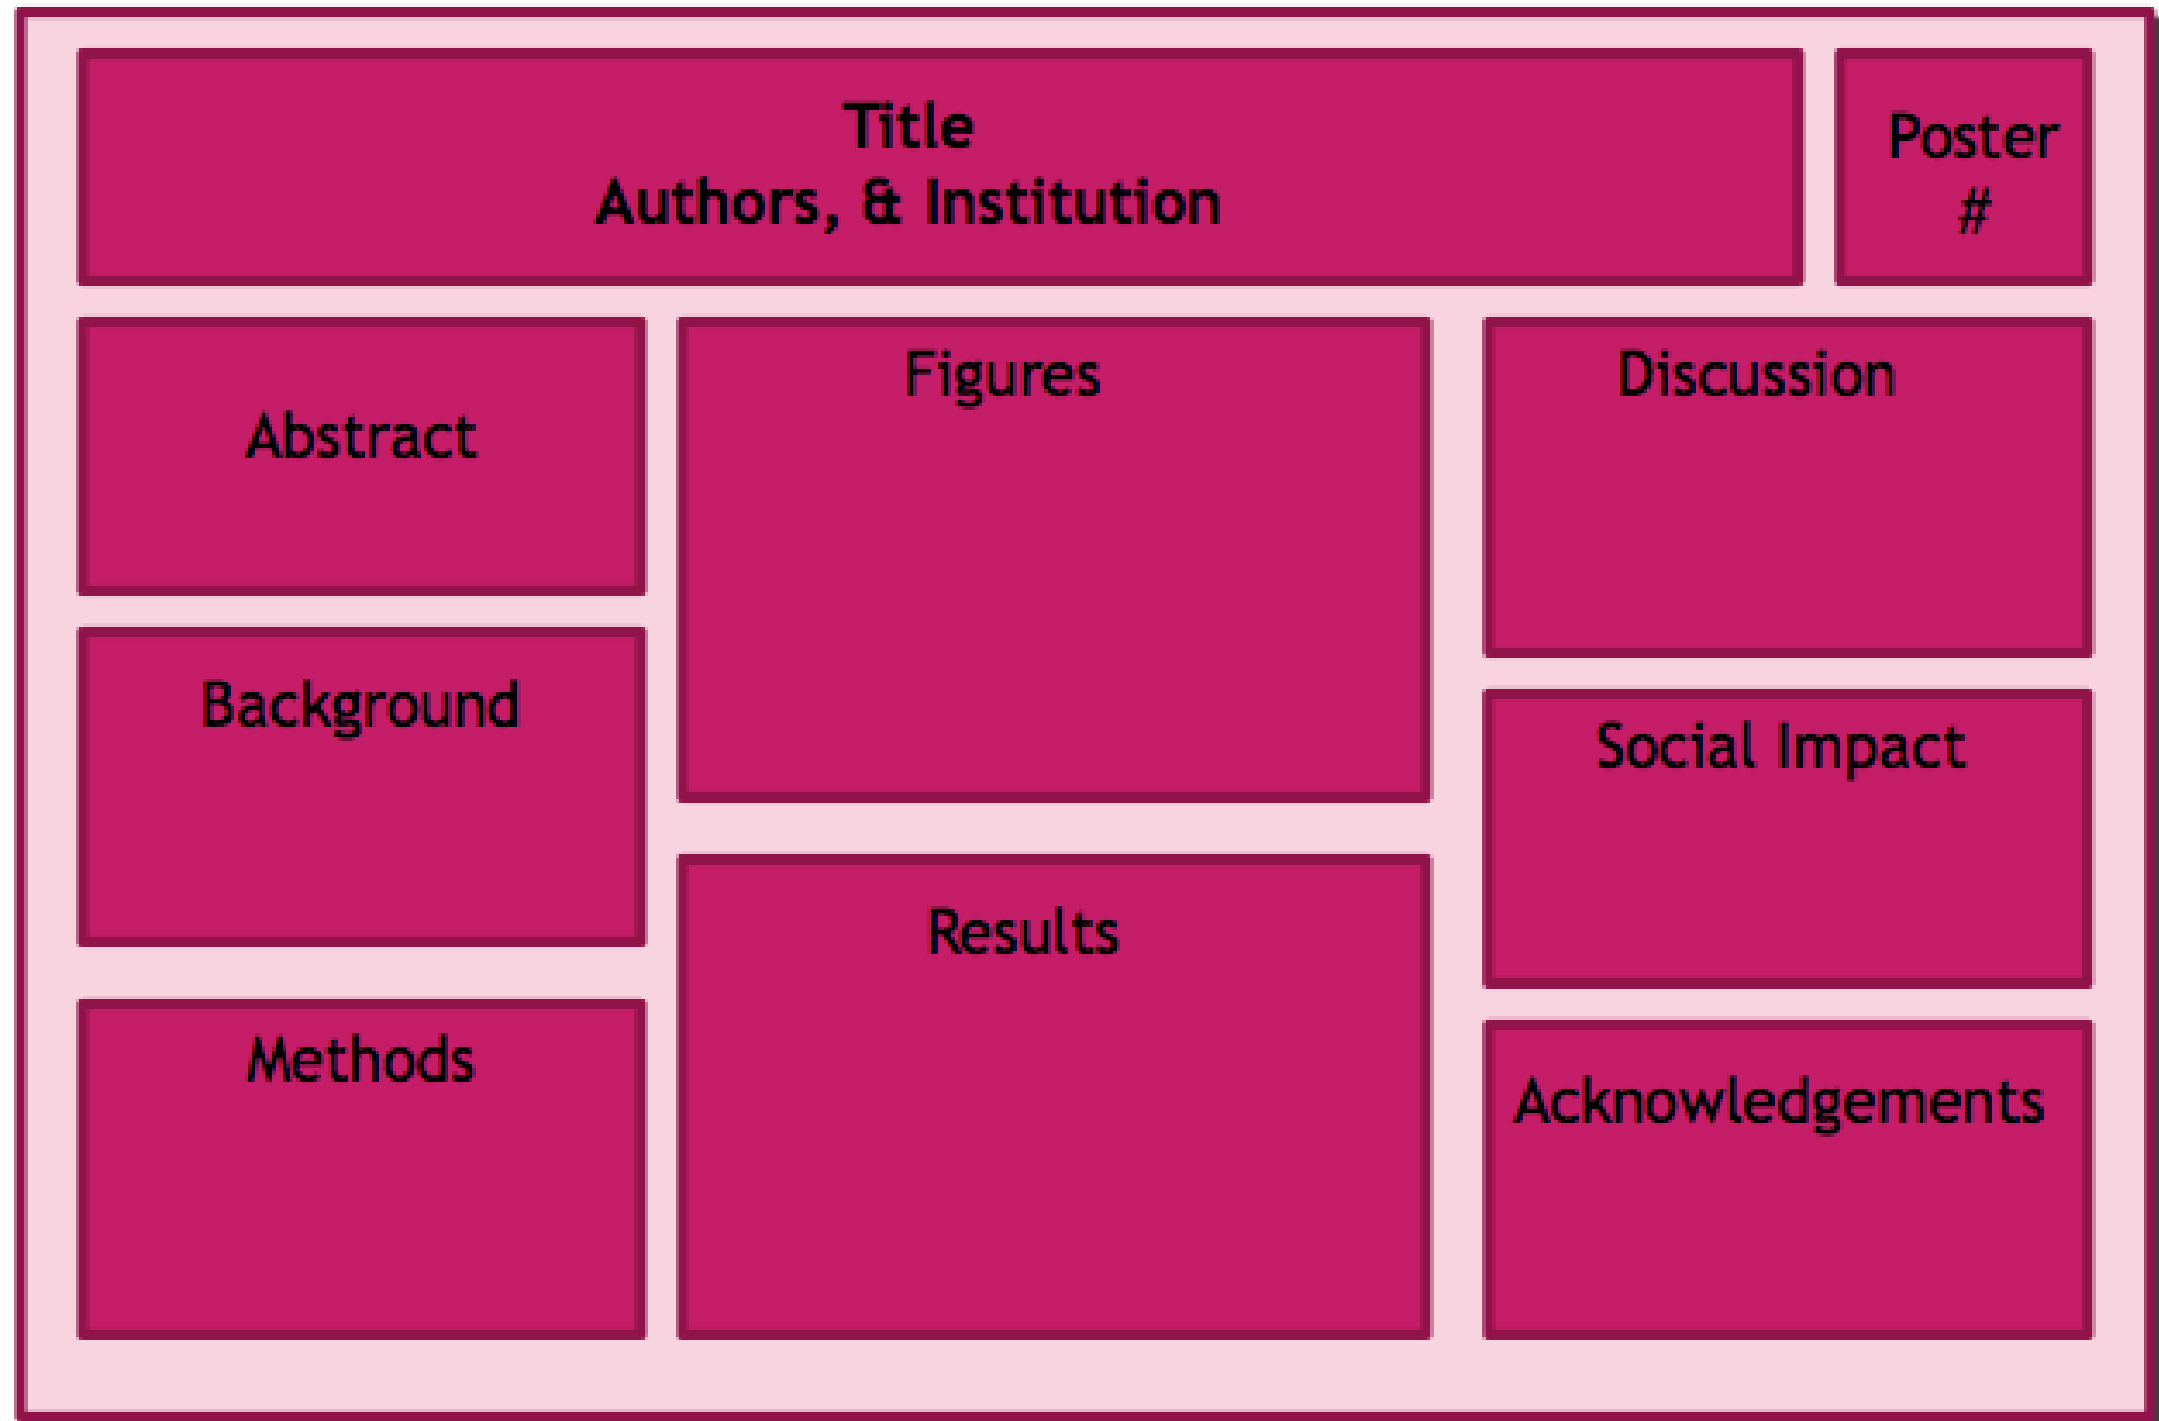 Title
Authors, & Institution
Poster
#
Abstract
Background
Methods
Figures
Results
Discussion
Social Impact
Acknowledgements